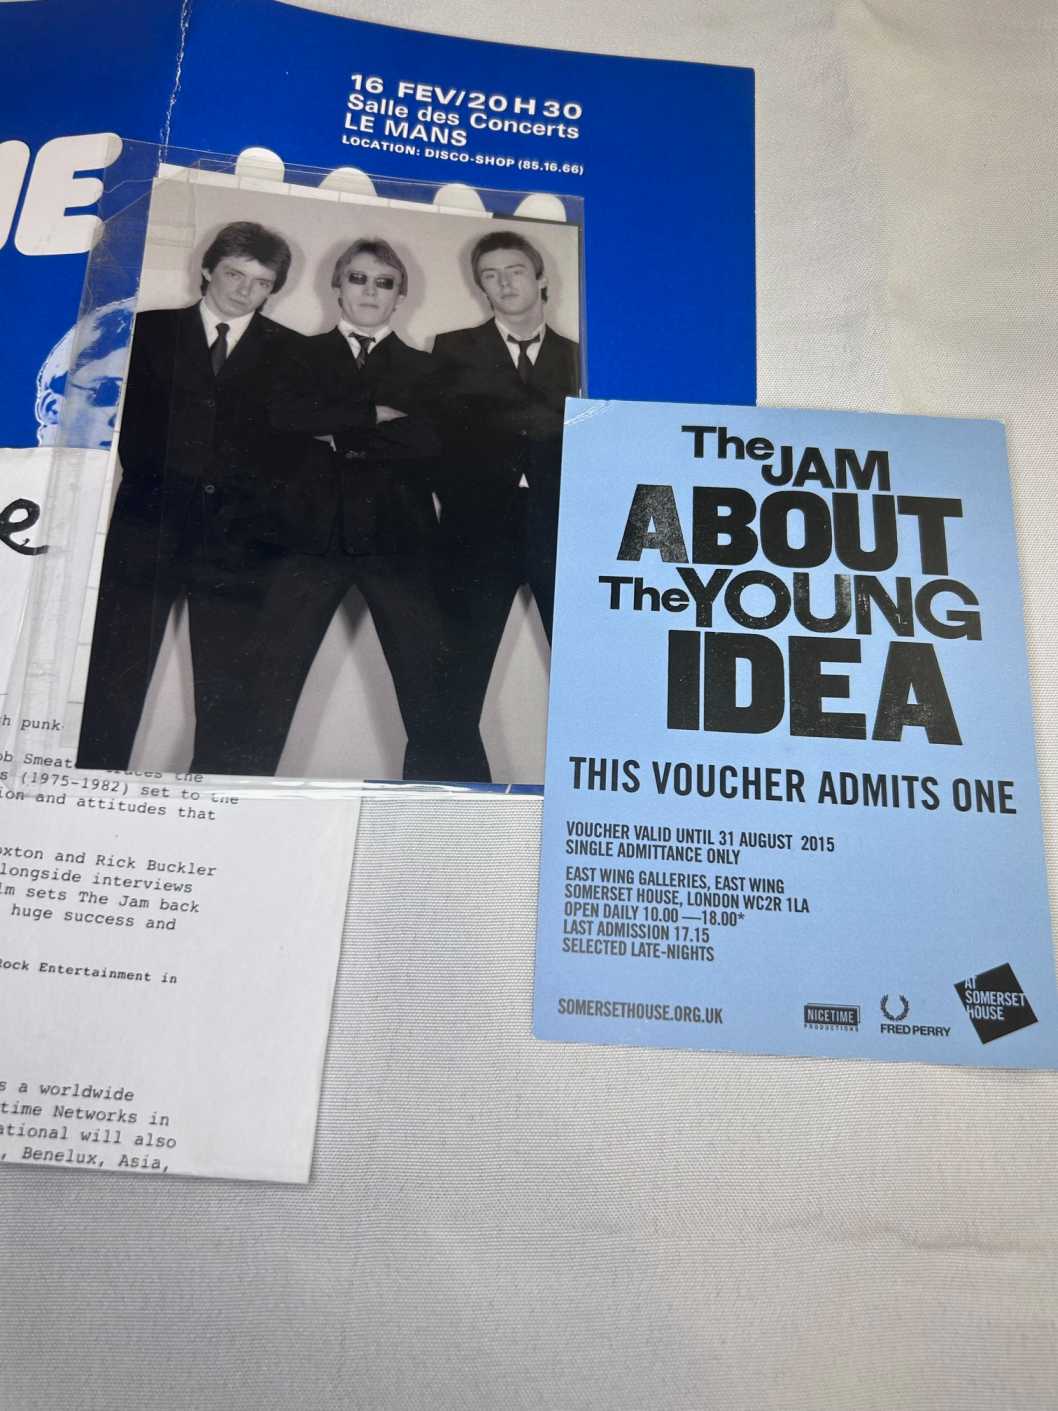 16 FEV/20 H 30
Salle des Concerts
LE MANS
LOCATION: DISCO-SHOP (85.16.66)
E
e
The JAM
ABOUT
The YOUNG
IDEA
THIS VOUCHER ADMITS ONE
VOUCHER VALID UNTIL 31 AUGUST 2015
SINGLE ADMITTANCE ONLY
EAST WING GALLERIES, EAST WING
SOMERSET HOUSE, LONDON WC2R 1LA
OPEN DAILY 10.00 —18.00*
LAST ADMISSION 17.15
SELECTED LATE-NIGHTS
SOMERSETHOUSE.ORG.UK
NICETIME
PRODUCTIONS
FRED PERRY
AT
SOMERSET
HOUSE
h punk-
ob Smeat the
s (1975-1982) set to the
ion and attitudes that
oxton and Rick Buckler
longside interviews
lm sets The Jam back
huge success and
Rock Entertainment in
s a worldwide
time Networks in
ational will also
, Benelux, Asia,